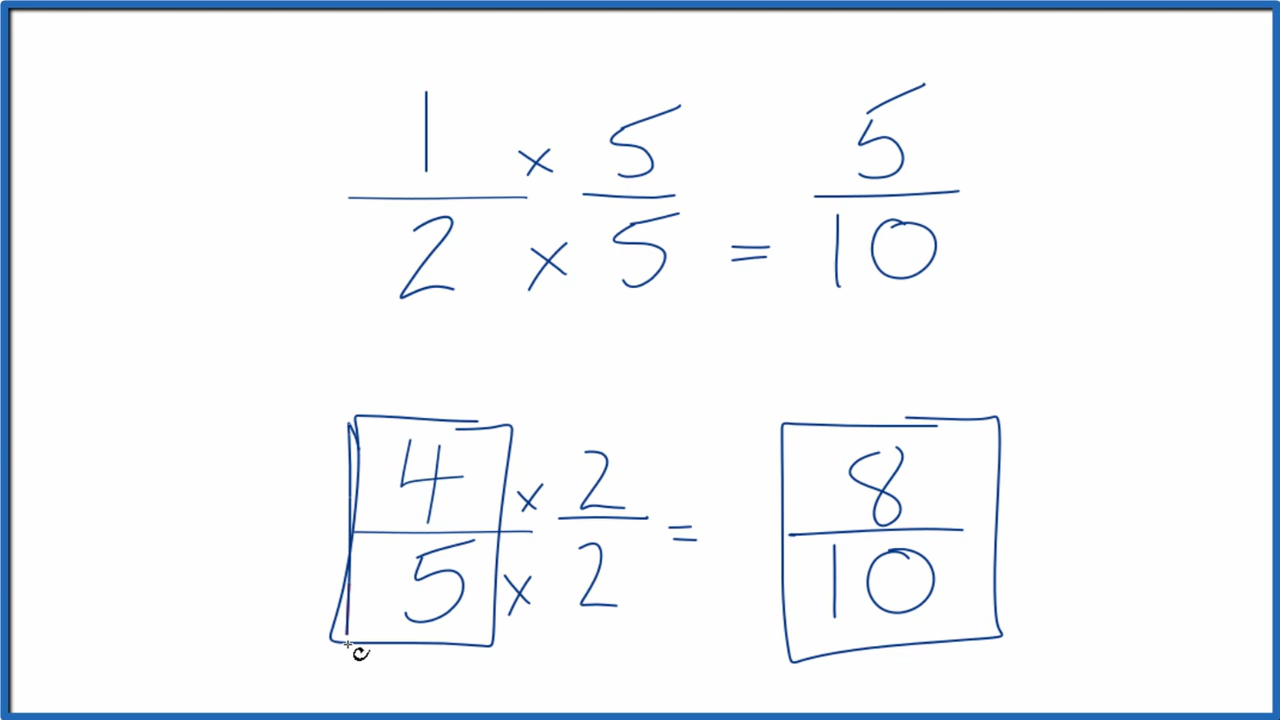 1 × 5 5
2 × 5 = 10
4 × 2 8
=
5 × 2 10